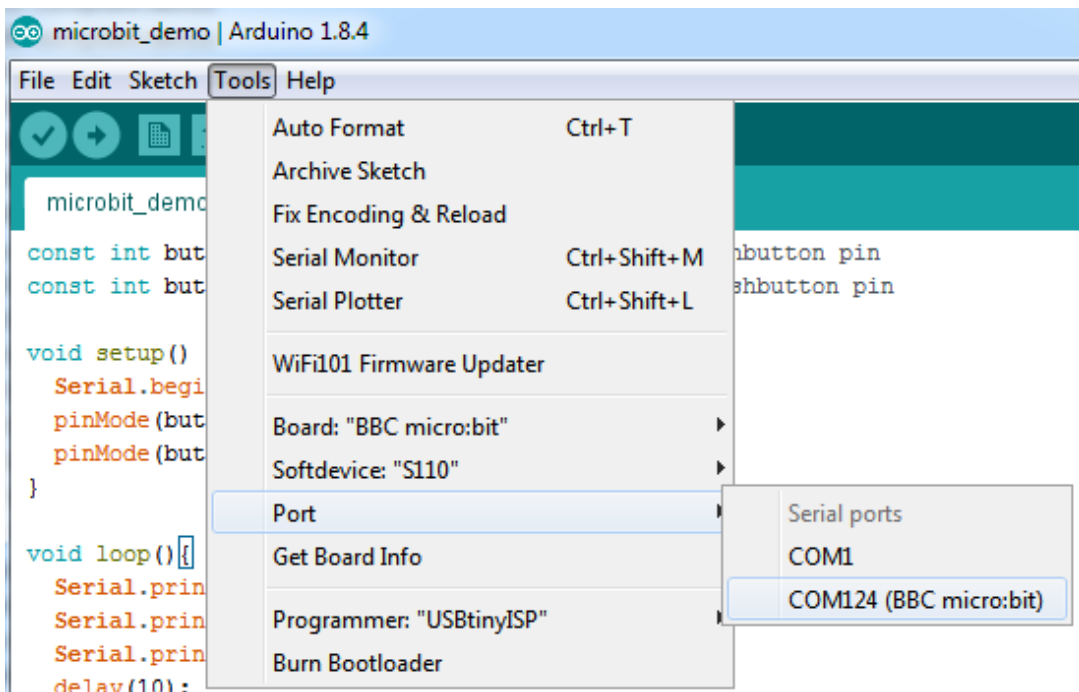 microbit_demo | Arduino 1.8.4
File Edit Sketch Tools Help
microbit_demo
Auto Format Ctrl+T
Archive Sketch
Fix Encoding & Reload
Serial Monitor Ctrl+Shift+M
Serial Plotter Ctrl+Shift+L
WiFi101 Firmware Updater
Board: "BBC micro:bit"
Softdevice: "S110"
Port
Get Board Info
Programmer: "USBtinyISP"
Burn Bootloader
Serial ports
COM1
COM124 (BBC micro:bit)
const int but hbutton pin
const int but shbutton pin
void setup()
Serial.begi
pinMode(but
pinMode(but
}
void loop(){
Serial.prin
Serial.prin
Serial.prin
delay(10);